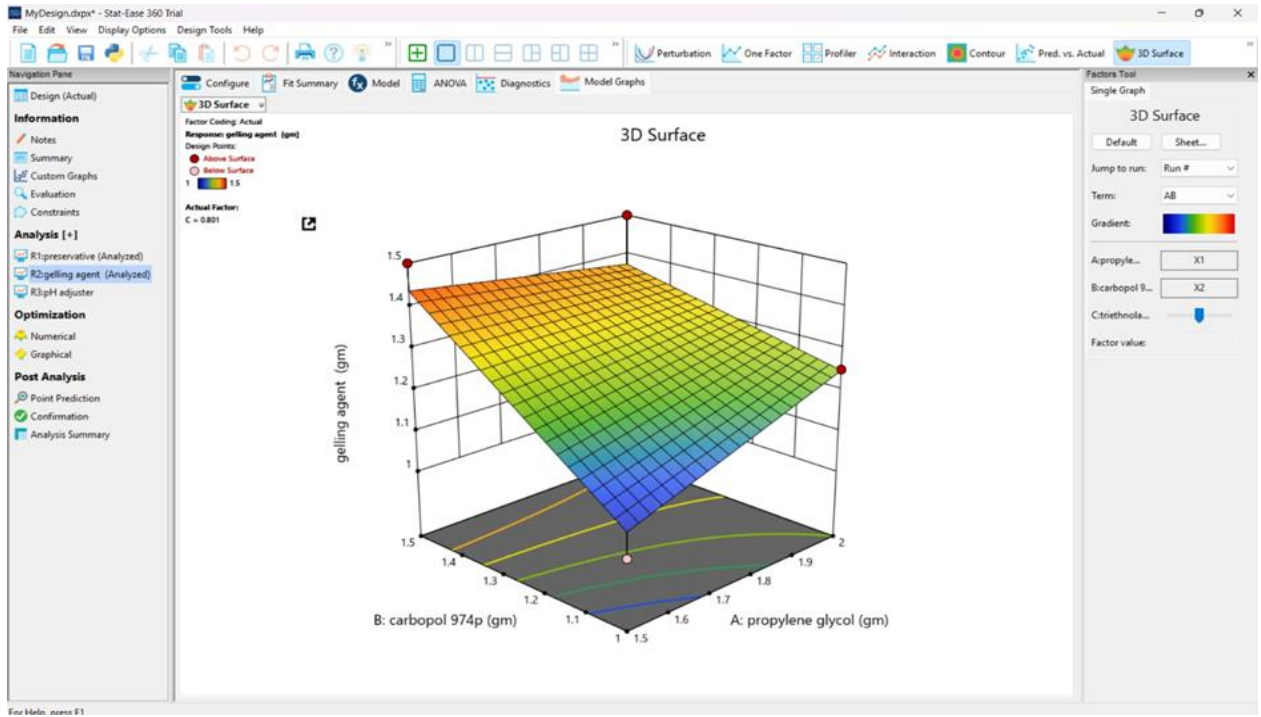 MyDesign.dxpx* - Stat-Ease 360 Trial
File Edit View Display Options Design Tools Help
Perturbation One Factor Profiler Interaction Contour Pred. vs. Actual 3D Surface
Navigation Pane
Design (Actual)
Information
Notes
Summary
Custom Graphs
Evaluation
Constraints
Analysis [+]
R1:preservative (Analyzed)
R2:gelling agent (Analyzed)
R3:pH adjuster
Optimization
Numerical
Graphical
Post Analysis
Point Prediction
Confirmation
Analysis Summary
Configure Fit Summary Model ANOVA Diagnostics Model Graphs
3D Surface
Factor Coding: Actual
Response: gelling agent (gm)
Design Points:
Above Surface
Below Surface
1 1.5
Actual Factor:
C = 0.801
3D Surface
1.5
1.4
1.3
1.2
1.1
1
gelling agent (gm)
1.5
1.4
1.3
1.2
1.1
1
B: carbopol 974p (gm)
1.5
1.6
1.7
1.8
1.9
2
A: propylene glycol (gm)
Factors Tool
Single Graph
3D Surface
Default Sheet...
Jump to run: Run #
Term: AB
Gradient:
A:propyle... X1
B:carbopol 9... X2
C:triethnola...
Factor value:
For Help, press F1